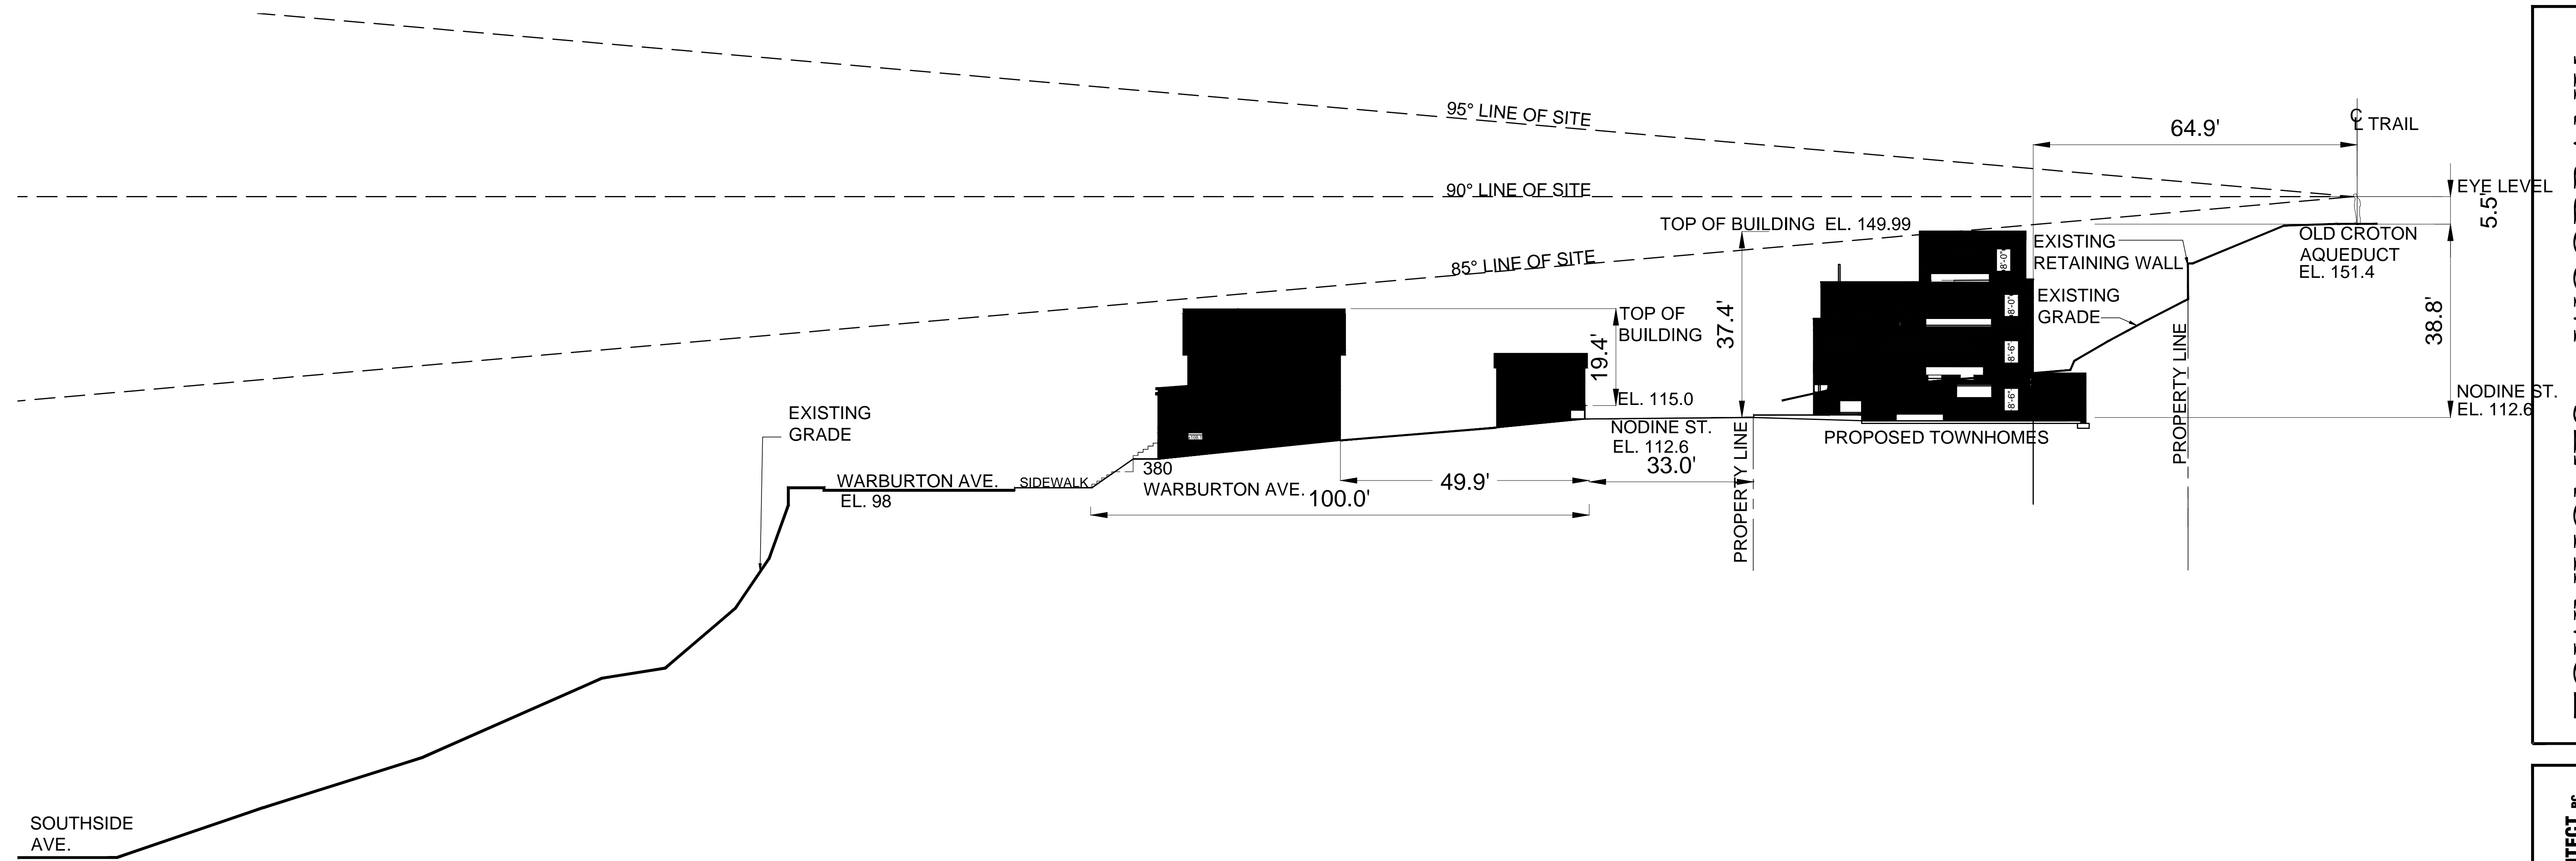 95° LINE OF SITE
90° LINE OF SITE
85° LINE OF SITE
64.9'
CL TRAIL
EYE LEVEL
5.5'
TOP OF BUILDING EL. 149.99
EXISTING
RETAINING WALL
OLD CROTON
AQUEDUCT
EL. 151.4
8'-0"
8'-0"
8'-6"
8'-6"
EXISTING
GRADE
37.4'
38.8'
TOP OF
BUILDING
19.4'
EL. 115.0
NODINE ST.
EL. 112.6
33.0'
PROPERTY LINE
PROPOSED TOWNHOMES
PROPERTY LINE
NODINE ST.
EL. 112.6
EXISTING
GRADE
WARBURTON AVE.
EL. 98
SIDEWALK
380
WARBURTON AVE.
49.9'
100.0'
SOUTHSIDE
AVE.